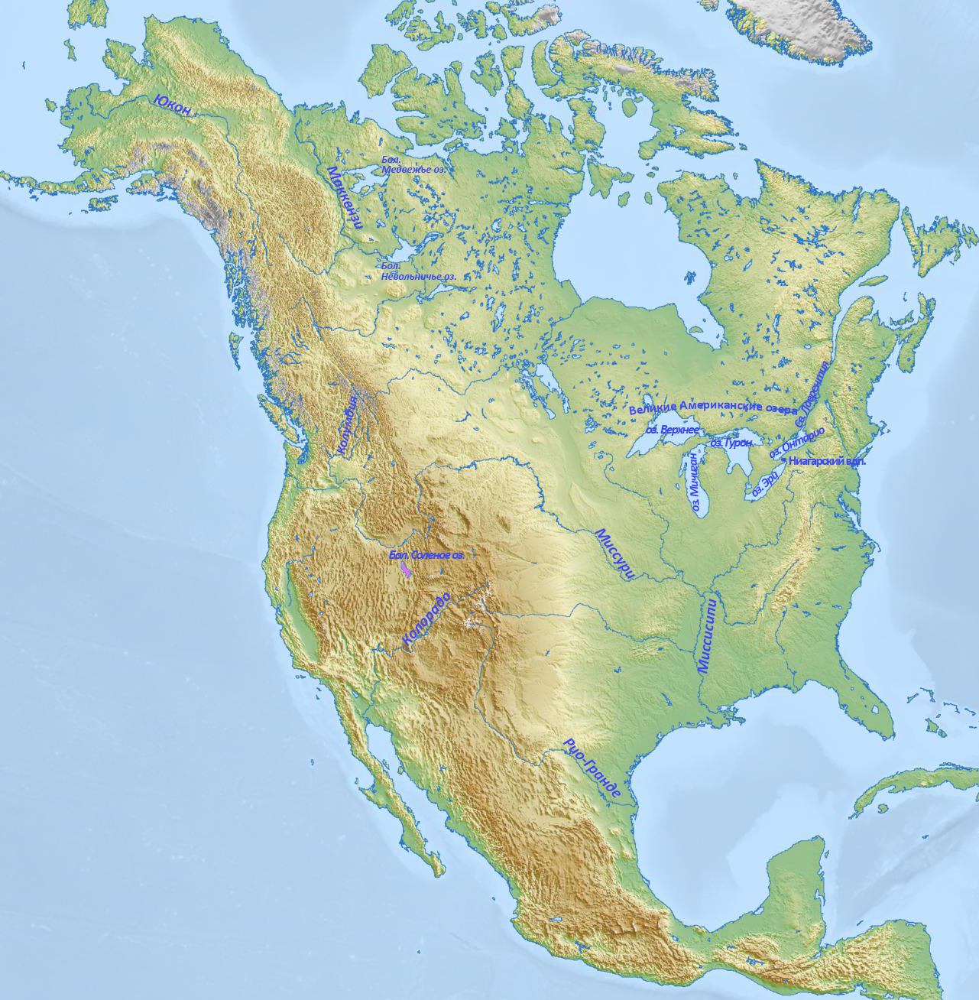 Юкон
Бол.
Медвежье оз.
Маккензи
Бол.
Невольничье оз.
Колумбия
Св. Лаврентия
Великие Американские озера
оз. Верхнее
оз. Гурон
оз. Онтарио
Ниагарский вдп.
оз. Мичиган
оз. Эри
Миссури
Бол. Соленое оз.
Колорадо
Миссисипи
Рио-Гранде